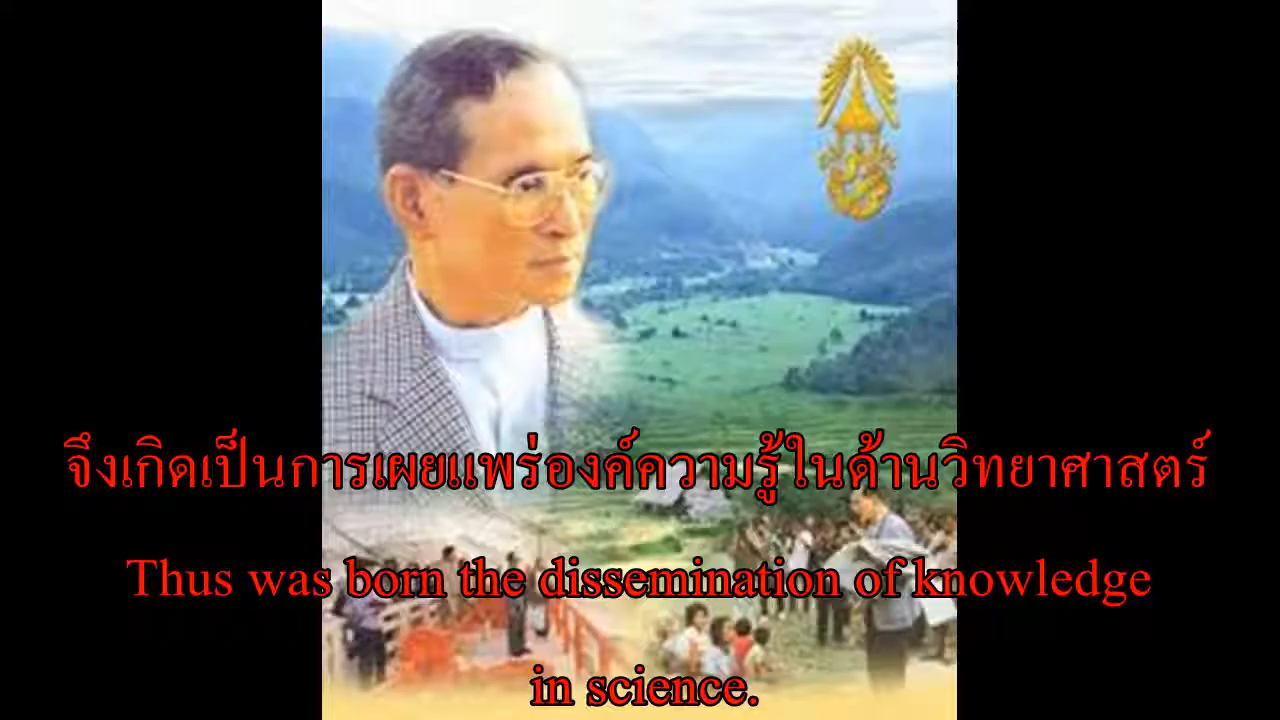 จึงเกิดเป็นการเผยแพร่องค์ความรู้ในด้านวิทยาศาสตร์
Thus was born the dissemination of knowledge
in science.